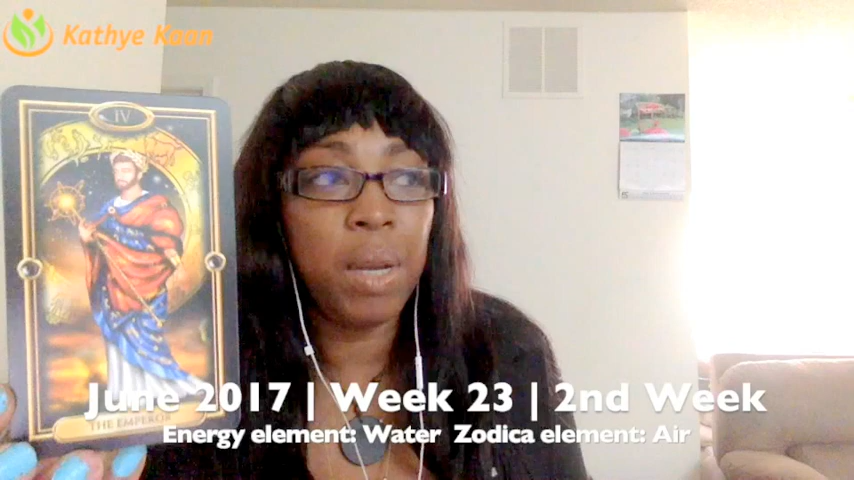 Kathye Kaan
IV
THE EMPEROR
June 2017 | Week 23 | 2nd Week
Energy element: Water Zodica element: Air